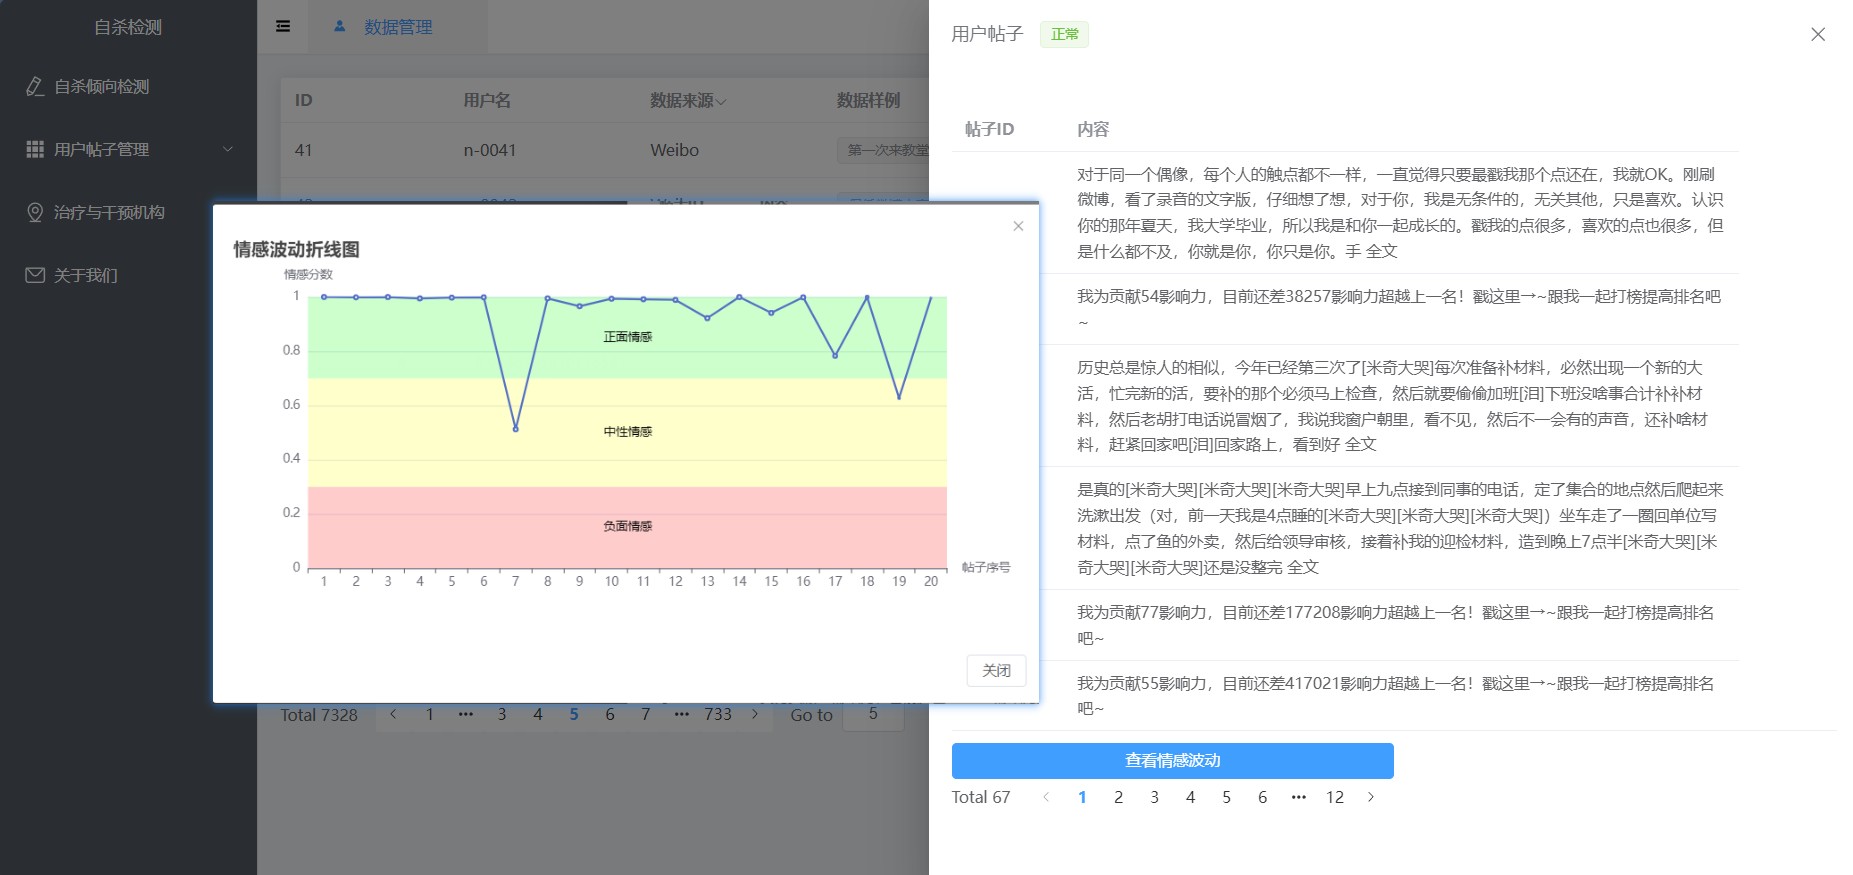 自杀检测
自杀倾向检测
用户帖子管理
治疗与干预机构
关于我们
数据管理
ID 用户名 数据来源 数据样例
41 n-0041 Weibo 第一次来教堂
情感波动折线图
情感分数
1
0.8
0.6
0.4
0.2
0
正面情感
中性情感
负面情感
1 2 3 4 5 6 7 8 9 10 11 12 13 14 15 16 17 18 19 20
帖子序号
关闭
Total 7328 1 ••• 3 4 5 6 7 ••• 733 Go to 5
用户帖子 正常
帖子ID 内容
对于同一个偶像，每个人的触点都不一样，一直觉得只要最戳我那个点还在，我就OK。刚刷
微博，看了录音的文字版，仔细想了想，对于你，我是无条件的，无关其他，只是喜欢。认识
你的那年夏天，我大学毕业，所以我是和你一起成长的。戳我的点很多，喜欢的点也很多，但
是什么都不及，你就是你，你只是你。手 全文
我为贡献54影响力，目前还差38257影响力超越上一名！戳这里→~跟我一起打榜提高排名吧
~
历史总是惊人的相似，今年已经第三次了[米奇大哭]每次准备补材料，必然出现一个新的大
活，忙完新的活，要补的那个必须马上检查，然后就要偷偷加班[泪]下班没啥事合计补补材
料，然后老胡打电话说冒烟了，我说我窗户朝里，看不见，然后不一会有的声音，还补啥材
料，赶紧回家吧[泪]回家路上，看到好 全文
是真的[米奇大哭][米奇大哭][米奇大哭]早上九点接到同事的电话，定了集合的地点然后爬起来
洗漱出发（对，前一天我是4点睡的[米奇大哭][米奇大哭][米奇大哭]）坐车走了一圈回单位写
材料，点了鱼的外卖，然后给领导审核，接着补我的迎检材料，造到晚上7点半[米奇大哭][米
奇大哭][米奇大哭]还是没整完 全文
我为贡献77影响力，目前还差177208影响力超越上一名！戳这里→~跟我一起打榜提高排名
吧~
我为贡献55影响力，目前还差417021影响力超越上一名！戳这里→~跟我一起打榜提高排名
吧~
查看情感波动
Total 67 1 2 3 4 5 6 ••• 12